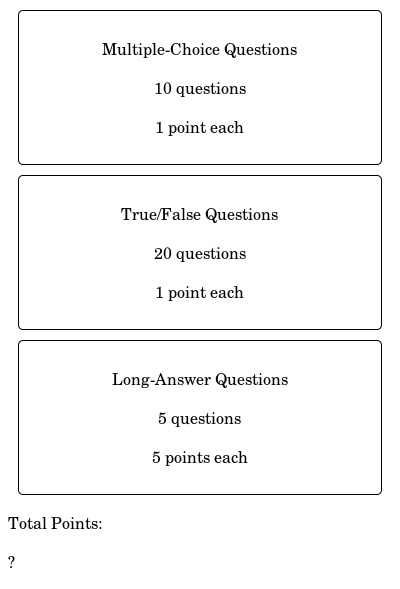 Multiple-Choice Questions
10 questions
1 point each
True/False Questions
20 questions
1 point each
Long-Answer Questions
5 questions
5 points each
Total Points:
?